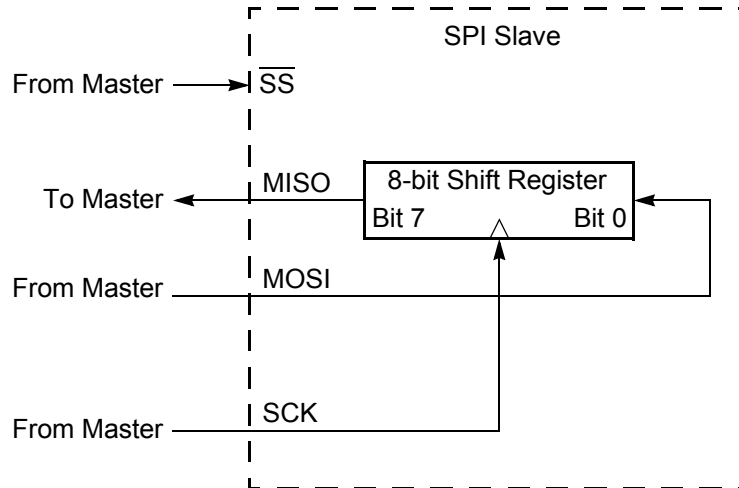 SPI Slave
From Master
SS
To Master
MISO
8-bit Shift Register
Bit 7
Bit 0
From Master
MOSI
From Master
SCK